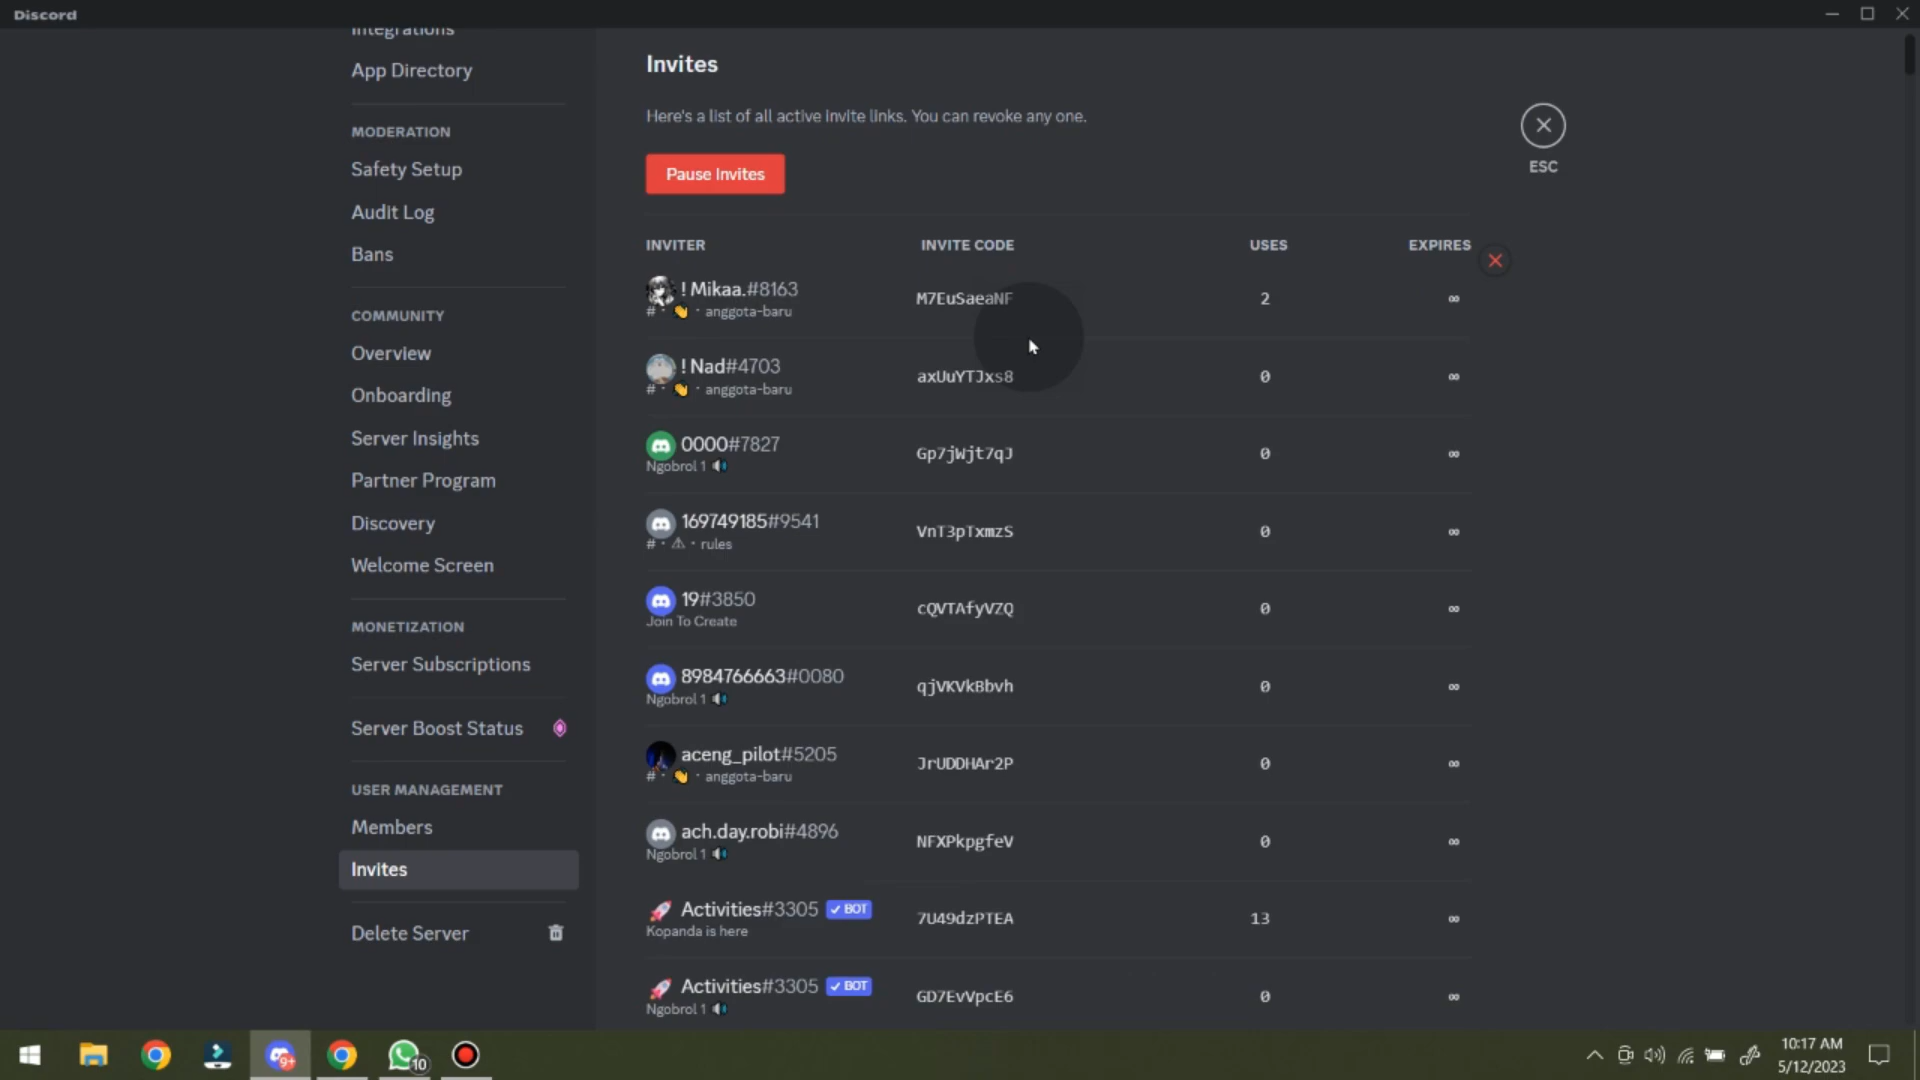 Discord
Integrations
App Directory
MODERATION
Safety Setup
Audit Log
Bans
COMMUNITY
Overview
Onboarding
Server Insights
Partner Program
Discovery
Welcome Screen
MONETIZATION
Server Subscriptions
Server Boost Status
USER MANAGEMENT
Members
Invites
Delete Server
Invites
Here's a list of all active invite links. You can revoke any one.
Pause Invites
ESC
INVITER INVITE CODE USES EXPIRES
! Mikaa.#8163 M7EuSaeaNF 2 ∞
# · 👋 · anggota-baru
! Nad#4703 axUuYTJxs8 0 ∞
# · 👋 · anggota-baru
0000#7827 Gp7jWjt7qJ 0 ∞
Ngobrol 1 🔊
169749185#9541 VnT3pTxmzS 0 ∞
# · ⚠ · rules
19#3850 cQVTAfyVZQ 0 ∞
Join To Create
8984766663#0080 qjVKVkBbvh 0 ∞
Ngobrol 1 🔊
aceng_pilot#5205 JrUDDHAr2P 0 ∞
# · 👋 · anggota-baru
ach.day.robi#4896 NFXPkpgfeV 0 ∞
Ngobrol 1 🔊
Activities#3305 ✓ BOT 7U49dzPTEA 13 ∞
Kopanda is here
Activities#3305 ✓ BOT GD7EvVpcE6 0 ∞
Ngobrol 1 🔊
9+
10
10:17 AM
5/12/2023